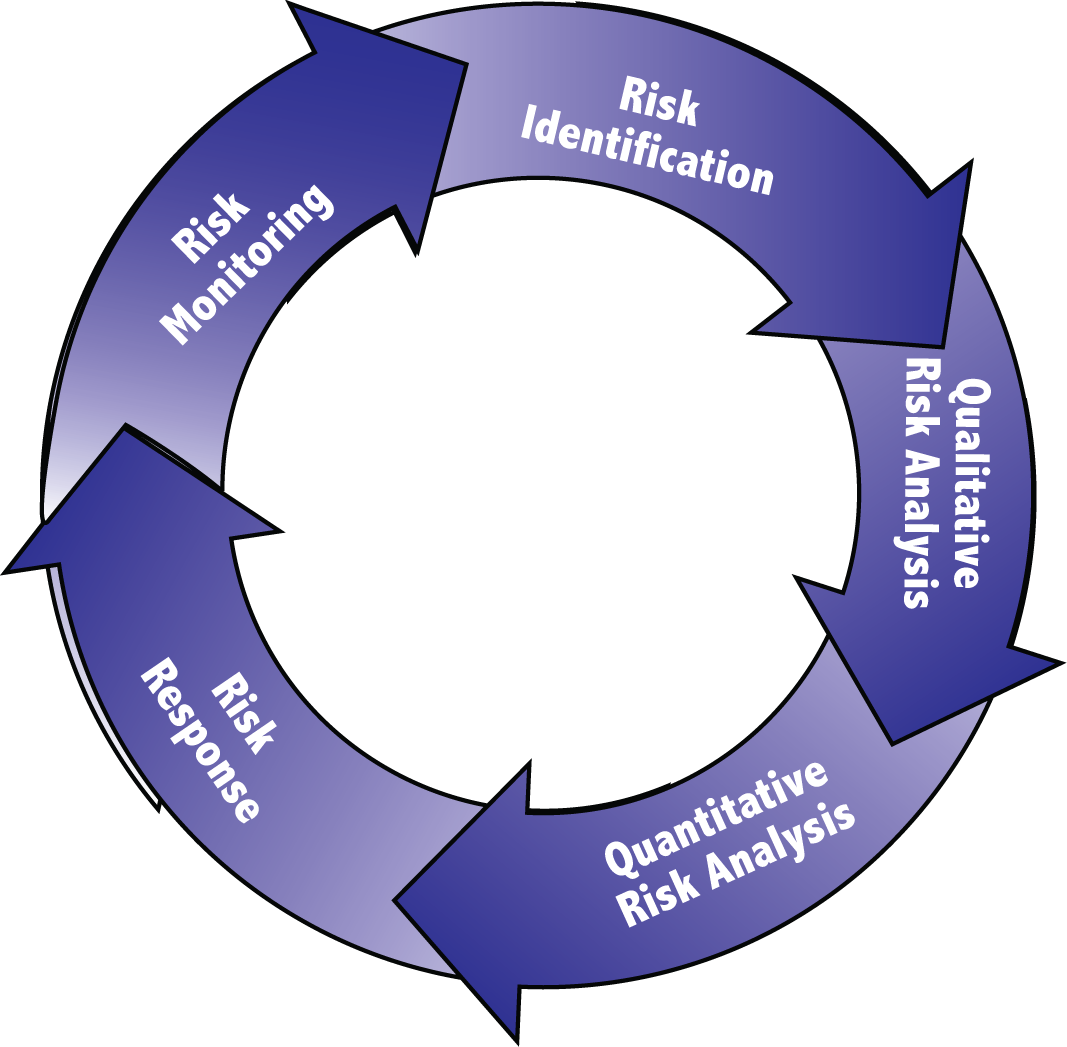 Risk
Identification
Qualitative
Risk Analysis
Quantitative
Risk Analysis
Risk
Response
Risk
Monitoring